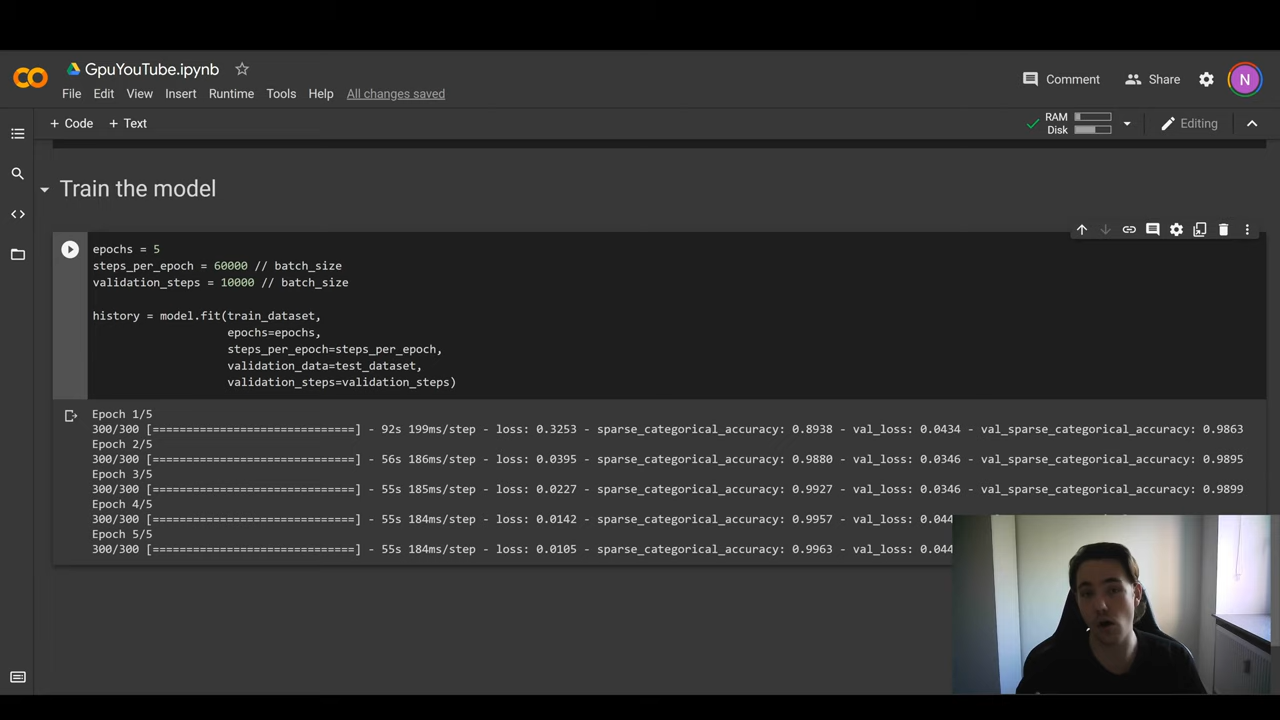 GpuYouTube.ipynb
File Edit View Insert Runtime Tools Help All changes saved
Comment Share N
+ Code + Text
RAM
Disk
Editing
Train the model
epochs = 5
steps_per_epoch = 60000 // batch_size
validation_steps = 10000 // batch_size
history = model.fit(train_dataset,
epochs=epochs,
steps_per_epoch=steps_per_epoch,
validation_data=test_dataset,
validation_steps=validation_steps)
Epoch 1/5
300/300 [==============================] - 92s 199ms/step - loss: 0.3253 - sparse_categorical_accuracy: 0.8938 - val_loss: 0.0434 - val_sparse_categorical_accuracy: 0.9863
Epoch 2/5
300/300 [==============================] - 56s 186ms/step - loss: 0.0395 - sparse_categorical_accuracy: 0.9880 - val_loss: 0.0346 - val_sparse_categorical_accuracy: 0.9895
Epoch 3/5
300/300 [==============================] - 55s 185ms/step - loss: 0.0227 - sparse_categorical_accuracy: 0.9927 - val_loss: 0.0346 - val_sparse_categorical_accuracy: 0.9899
Epoch 4/5
300/300 [==============================] - 55s 184ms/step - loss: 0.0142 - sparse_categorical_accuracy: 0.9957 - val_loss: 0.044
Epoch 5/5
300/300 [==============================] - 55s 184ms/step - loss: 0.0105 - sparse_categorical_accuracy: 0.9963 - val_loss: 0.044